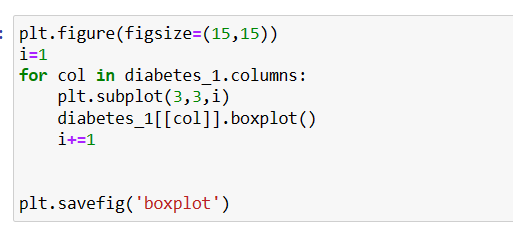 :
plt.figure(figsize=(15,15))
i=1
for col in diabetes_1.columns:
    plt.subplot(3,3,i)
    diabetes_1[[col]].boxplot()
    i+=1
plt.savefig('boxplot')